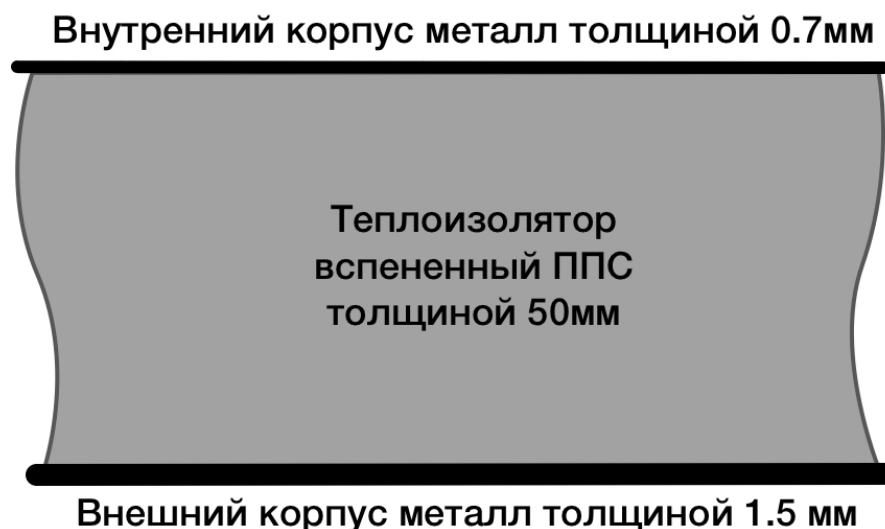 Внутренний корпус металл толщиной 0.7мм
Теплоизолятор
вспененный ППС
толщиной 50мм
Внешний корпус металл толщиной 1.5 мм